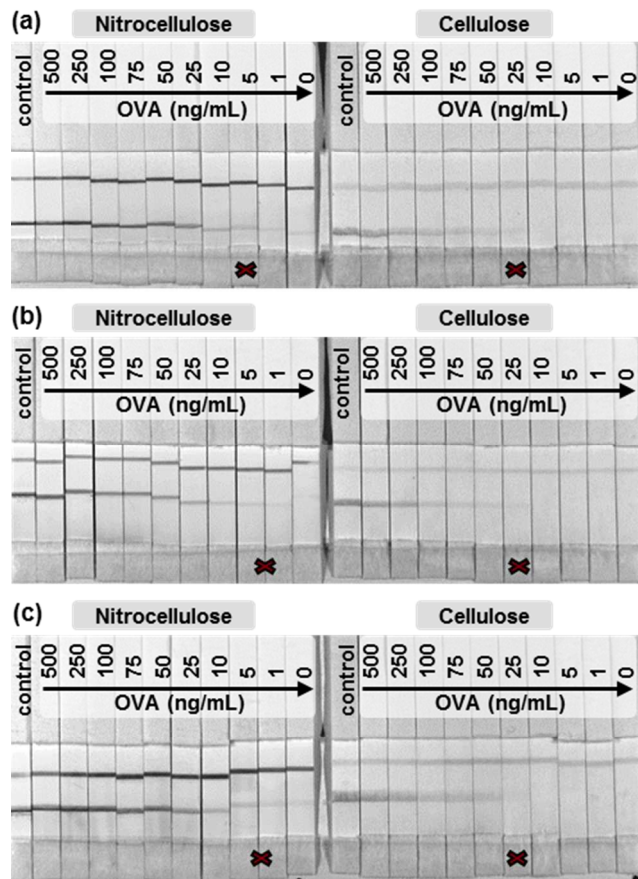 (a)
Nitrocellulose Cellulose
control 500 250 100 75 50 25 10 5 1 0 control 500 250 100 75 50 25 10 5 1 0
OVA (ng/mL) OVA (ng/mL)
(b)
Nitrocellulose Cellulose
control 500 250 100 75 50 25 10 5 1 0 control 500 250 100 75 50 25 10 5 1 0
OVA (ng/mL) OVA (ng/mL)
(c)
Nitrocellulose Cellulose
control 500 250 100 75 50 25 10 5 1 0 control 500 250 100 75 50 25 10 5 1 0
OVA (ng/mL) OVA (ng/mL)